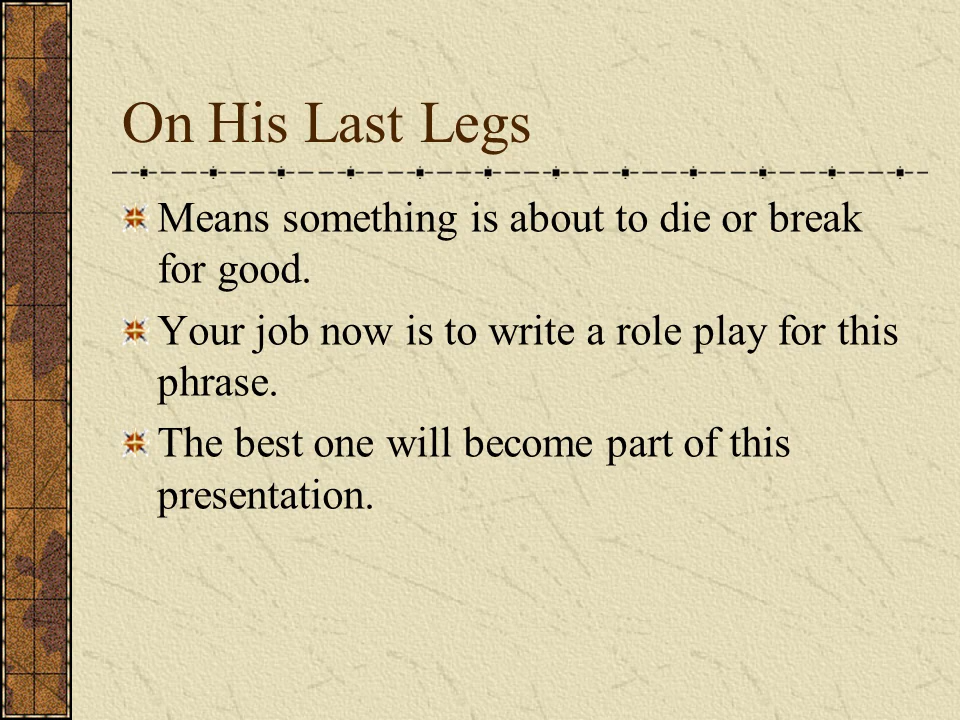 On His Last Legs
Means something is about to die or break
for good.
Your job now is to write a role play for this
phrase.
The best one will become part of this
presentation.